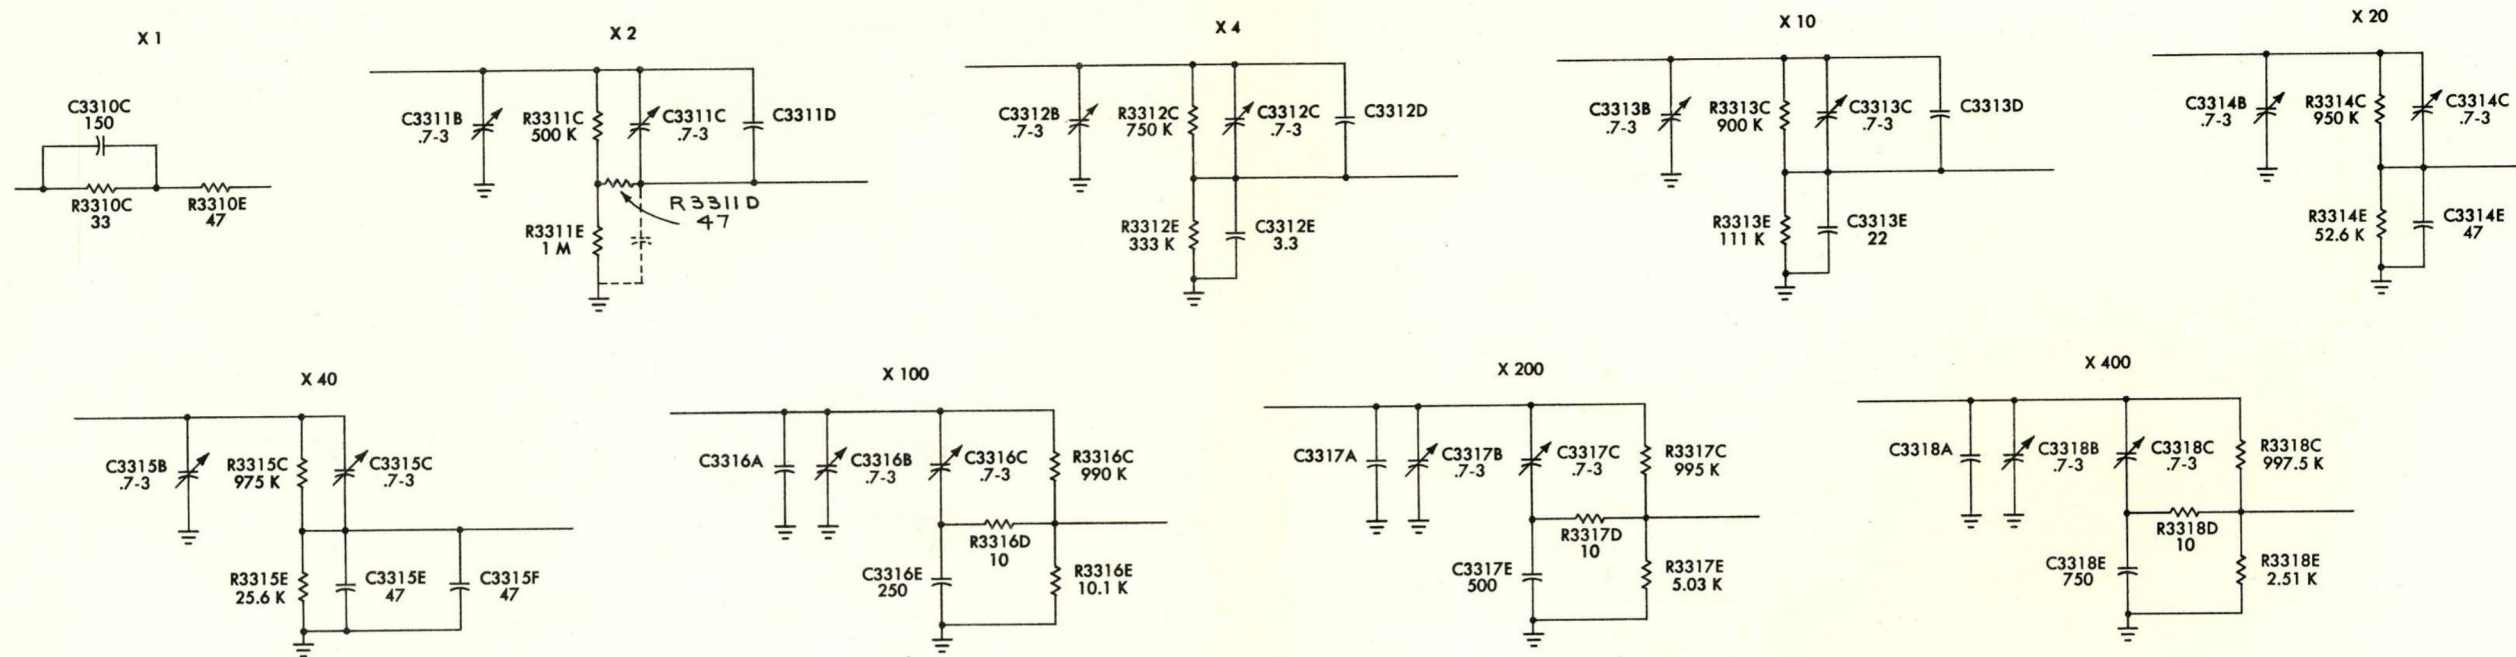 X 1
C3310C
150
R3310C
33
R3310E
47
X 2
C3311B
.7-3
R3311C
500 K
C3311C
.7-3
C3311D
R3311D
47
R3311E
1 M
X 4
C3312B
.7-3
R3312C
750 K
C3312C
.7-3
C3312D
R3312E
333 K
C3312E
3.3
X 10
C3313B
.7-3
R3313C
900 K
C3313C
.7-3
C3313D
R3313E
111 K
C3313E
22
X 20
C3314B
.7-3
R3314C
950 K
C3314C
.7-3
R3314E
52.6 K
C3314E
47
X 40
C3315B
.7-3
R3315C
975 K
C3315C
.7-3
R3315E
25.6 K
C3315E
47
C3315F
47
X 100
C3316A
C3316B
.7-3
C3316C
.7-3
R3316C
990 K
R3316D
10
C3316E
250
R3316E
10.1 K
X 200
C3317A
C3317B
.7-3
C3317C
.7-3
R3317C
995 K
R3317D
10
C3317E
500
R3317E
5.03 K
X 400
C3318A
C3318B
.7-3
C3318C
.7-3
R3318C
997.5 K
R3318D
10
C3318E
750
R3318E
2.51 K